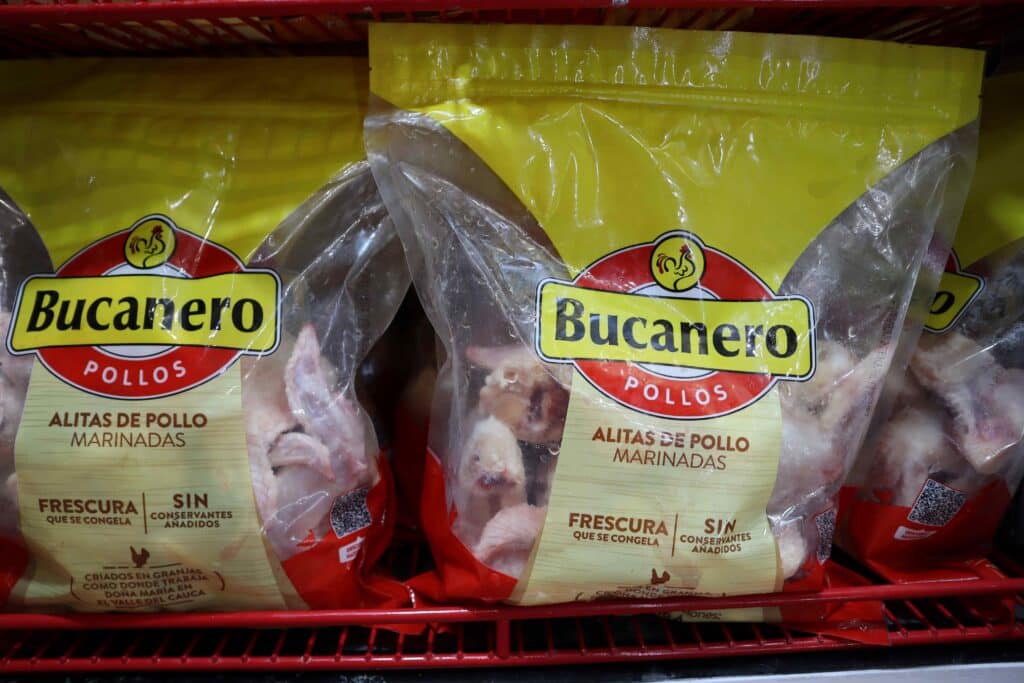 Bucanero
POLLOS
ALITAS DE POLLO
MARINADAS
FRESCURA
QUE SE CONGELA
SIN
CONSERVANTES
AÑADIDOS
CRIADOS EN GRANJAS
COMO DONDE TRABAJA
DOÑA MARÍA EN
EL VALLE DEL CAUCA
Bucanero
POLLOS
ALITAS DE POLLO
MARINADAS
FRESCURA
QUE SE CONGELA
SIN
CONSERVANTES
AÑADIDOS